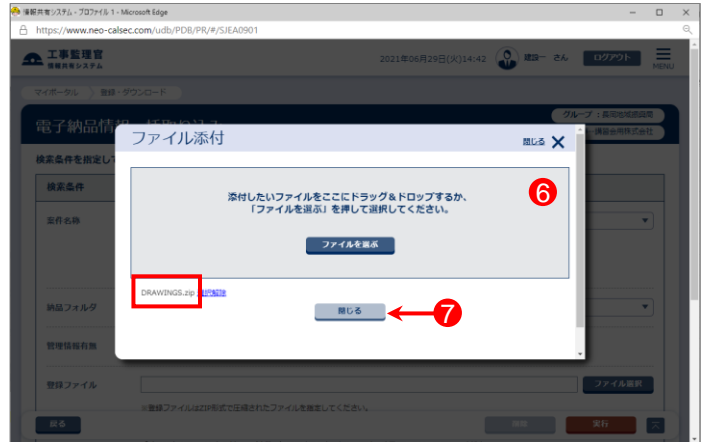 情報共有システム - プロファイル 1 - Microsoft Edge
https://www.neo-calsec.com/udb/PDB/PR/#/SJEA0901
工事監理官
情報共有システム
2021年06月29日(火)14:42
建設一 さん
ログアウト
MENU
マイポータル
登録・ダウンロード
電子納品情報
グループ：長岡地域振興
検索条件を指定して
検索条件
案件名称
納品フォルダ
管理情報有無
登録ファイル
ファイル選択
※登録ファイルはZIP形式で圧縮されたファイルを指定してください。
戻る
実行
ファイル添付
閉じる
添付したいファイルをここにドラッグ＆ドロップするか、
「ファイルを選ぶ」を押して選択してください。
6
ファイルを選ぶ
DRAWINGS.zip 選択解除
閉じる
7